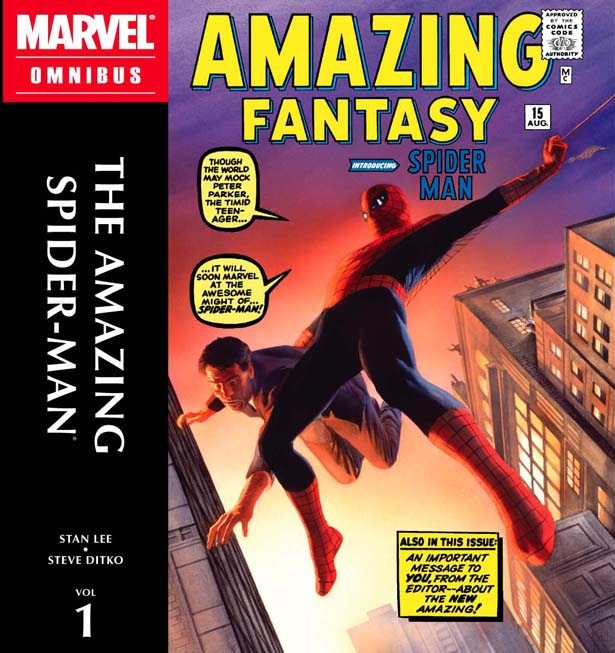 MARVEL
OMNIBUS
THE AMAZING
SPIDER-MAN
STAN LEE
•
STEVE DITKO
VOL
1
AMAZING
FANTASY
APPROVED
BY THE
COMICS
CODE
AUTHORITY
M
C
15
AUG.
INTRODUCING SPIDER
MAN
THOUGH
THE WORLD
MAY MOCK
PETER
PARKER,
THE TIMID
TEEN-
AGER...
...IT WILL
SOON MARVEL
AT THE
AWESOME
MIGHT OF...
SPIDER-MAN!
ALSO IN THIS ISSUE:
AN IMPORTANT
MESSAGE TO
YOU, FROM THE
EDITOR--ABOUT
THE NEW
AMAZING!